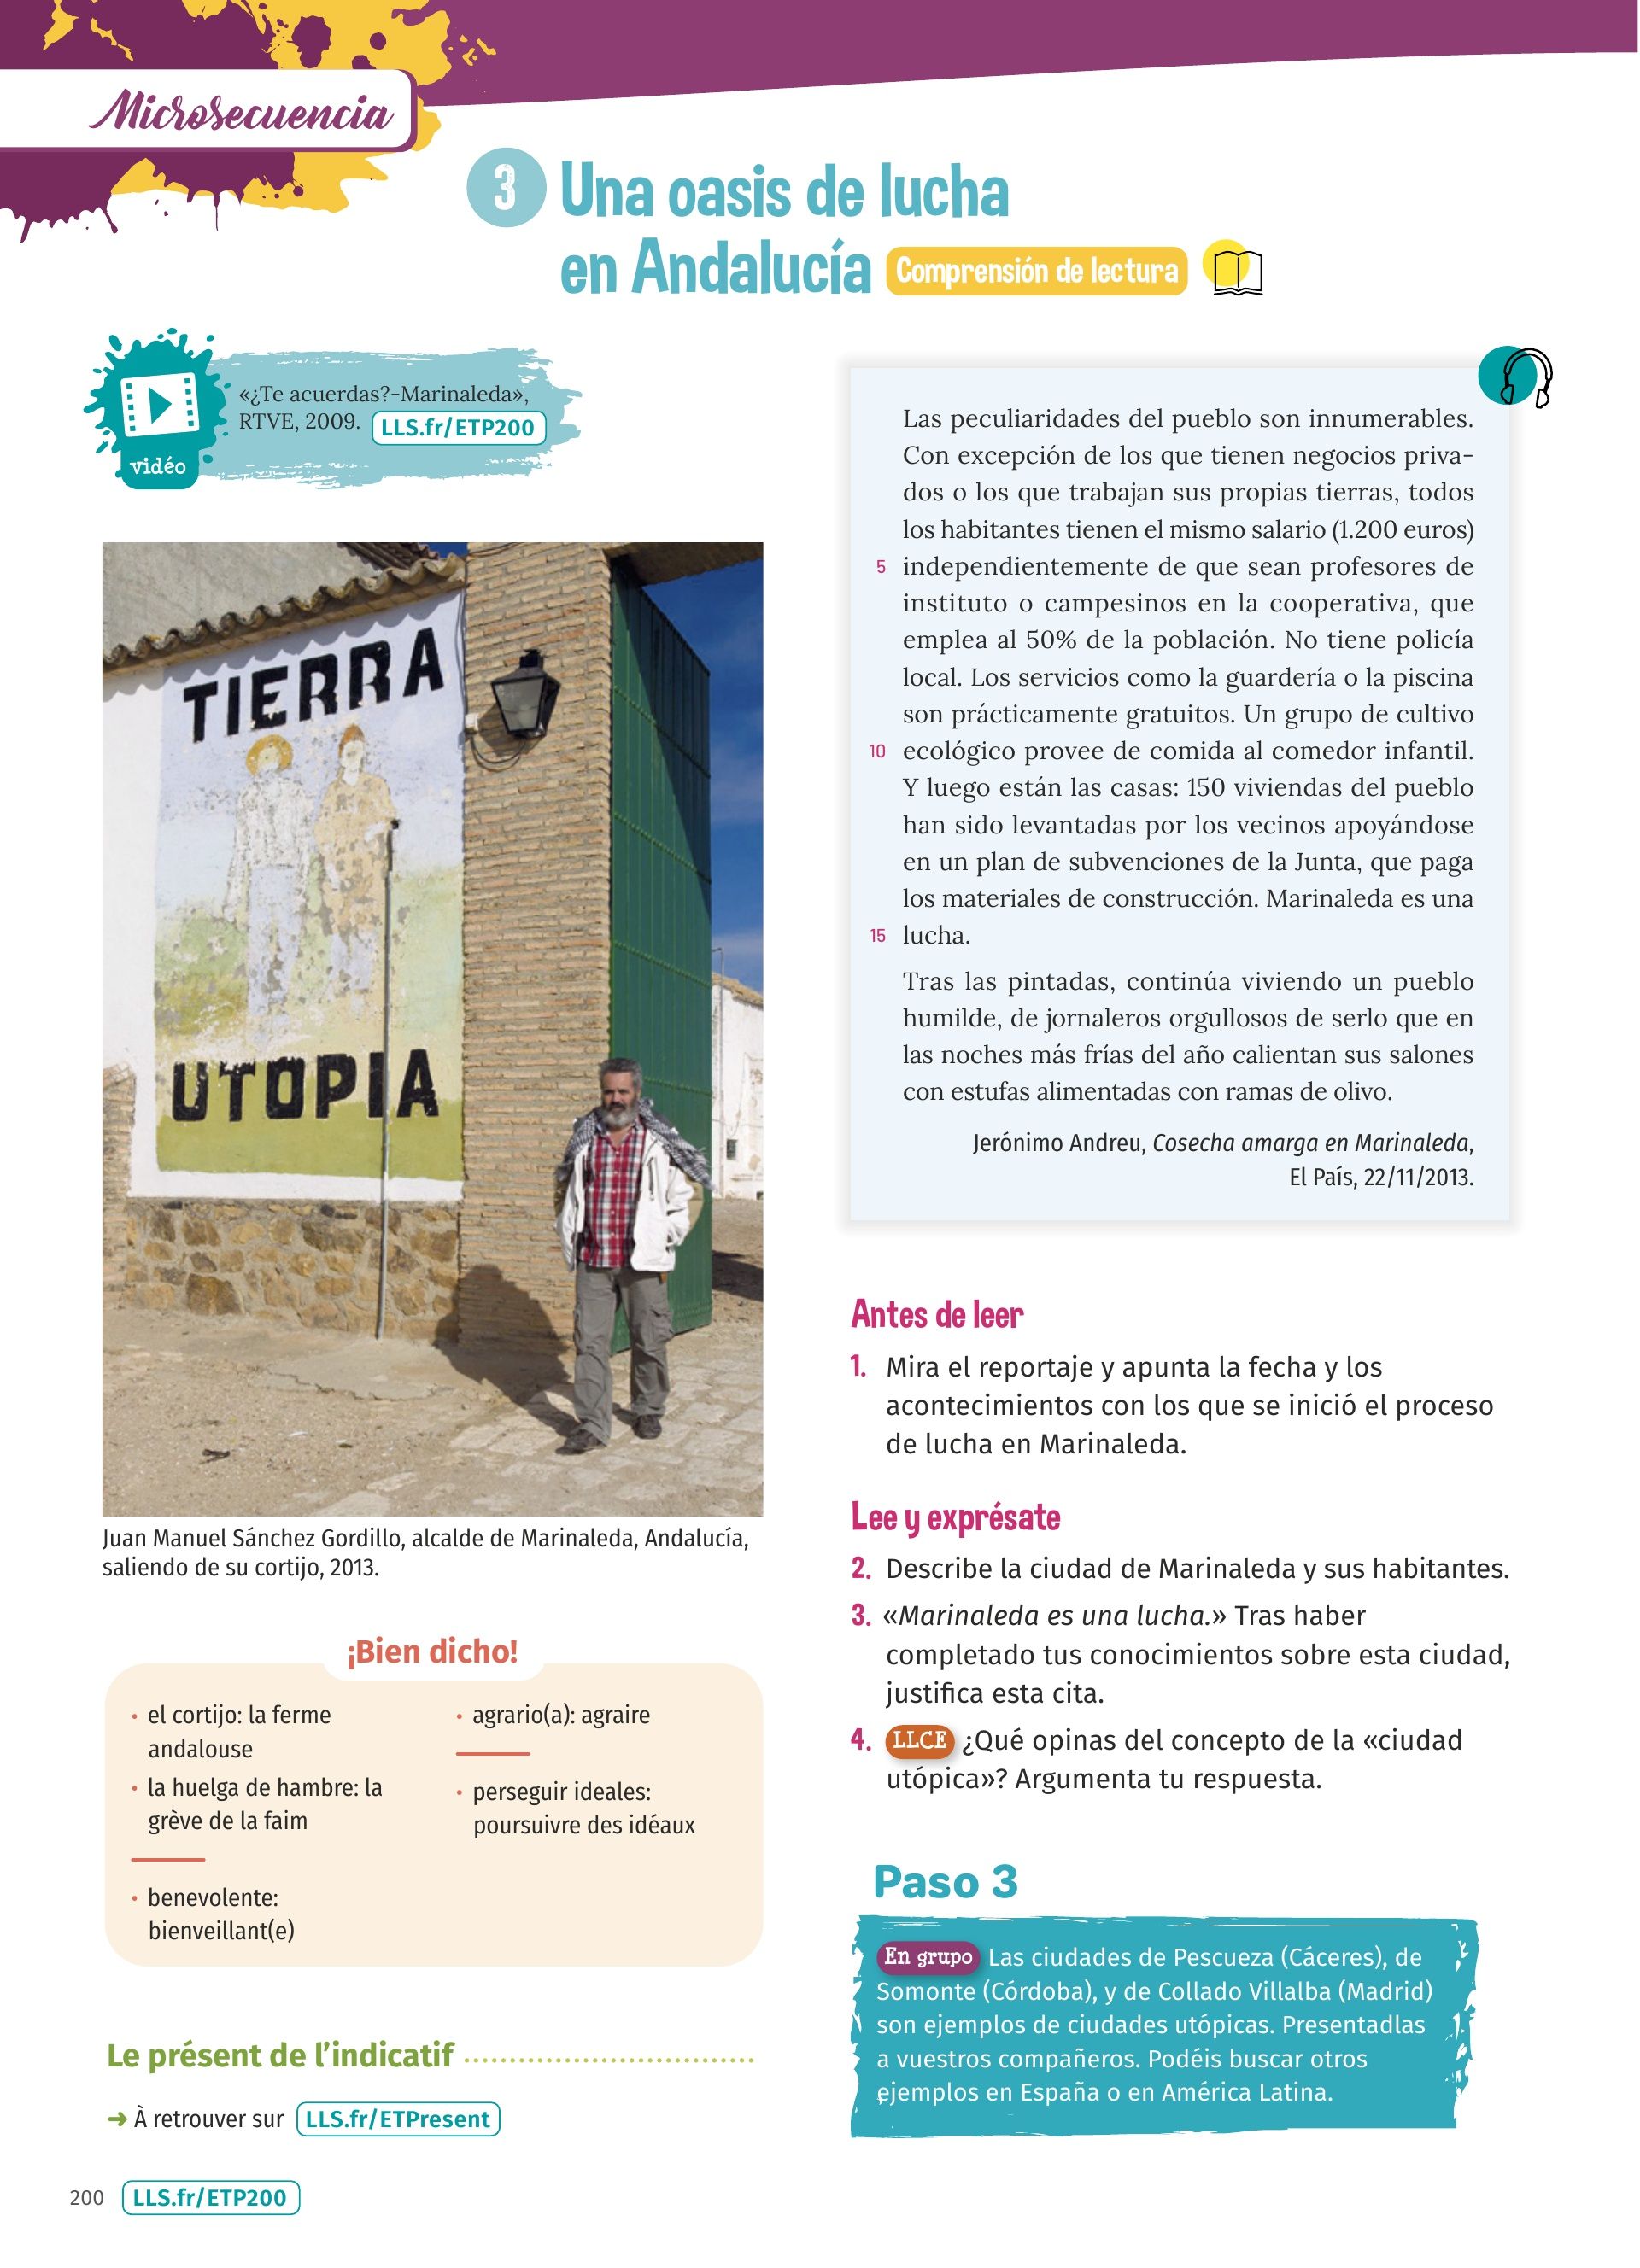 Microsecuencia
3 Una oasis de lucha
en Andalucía Comprensión de lectura
«¿Te acuerdas?-Marinaleda»,
RTVE, 2009. LLS.fr/ETP200
vidéo
TIERRA
UTOPIA
Juan Manuel Sánchez Gordillo, alcalde de Marinaleda, Andalucía,
saliendo de su cortijo, 2013.
¡Bien dicho!
• el cortijo: la ferme
andalouse
• la huelga de hambre: la
grève de la faim
• benevolente:
bienveillant(e)
• agrario(a): agraire
• perseguir ideales:
poursuivre des idéaux
Le présent de l'indicatif
➜ À retrouver sur LLS.fr/ETPresent
Las peculiaridades del pueblo son innumerables.
Con excepción de los que tienen negocios priva-
dos o los que trabajan sus propias tierras, todos
los habitantes tienen el mismo salario (1.200 euros)
5 independientemente de que sean profesores de
instituto o campesinos en la cooperativa, que
emplea al 50% de la población. No tiene policía
local. Los servicios como la guardería o la piscina
son prácticamente gratuitos. Un grupo de cultivo
10 ecológico provee de comida al comedor infantil.
Y luego están las casas: 150 viviendas del pueblo
han sido levantadas por los vecinos apoyándose
en un plan de subvenciones de la Junta, que paga
los materiales de construcción. Marinaleda es una
15 lucha.
Tras las pintadas, continúa viviendo un pueblo
humilde, de jornaleros orgullosos de serlo que en
las noches más frías del año calientan sus salones
con estufas alimentadas con ramas de olivo.
Jerónimo Andreu, Cosecha amarga en Marinaleda,
El País, 22/11/2013.
Antes de leer
1. Mira el reportaje y apunta la fecha y los
acontecimientos con los que se inició el proceso
de lucha en Marinaleda.
Lee y exprésate
2. Describe la ciudad de Marinaleda y sus habitantes.
3. «Marinaleda es una lucha.» Tras haber
completado tus conocimientos sobre esta ciudad,
justifica esta cita.
4. LLCE ¿Qué opinas del concepto de la «ciudad
utópica»? Argumenta tu respuesta.
Paso 3
En grupo Las ciudades de Pescueza (Cáceres), de
Somonte (Córdoba), y de Collado Villalba (Madrid)
son ejemplos de ciudades utópicas. Presentadlas
a vuestros compañeros. Podéis buscar otros
ejemplos en España o en América Latina.
200 LLS.fr/ETP200